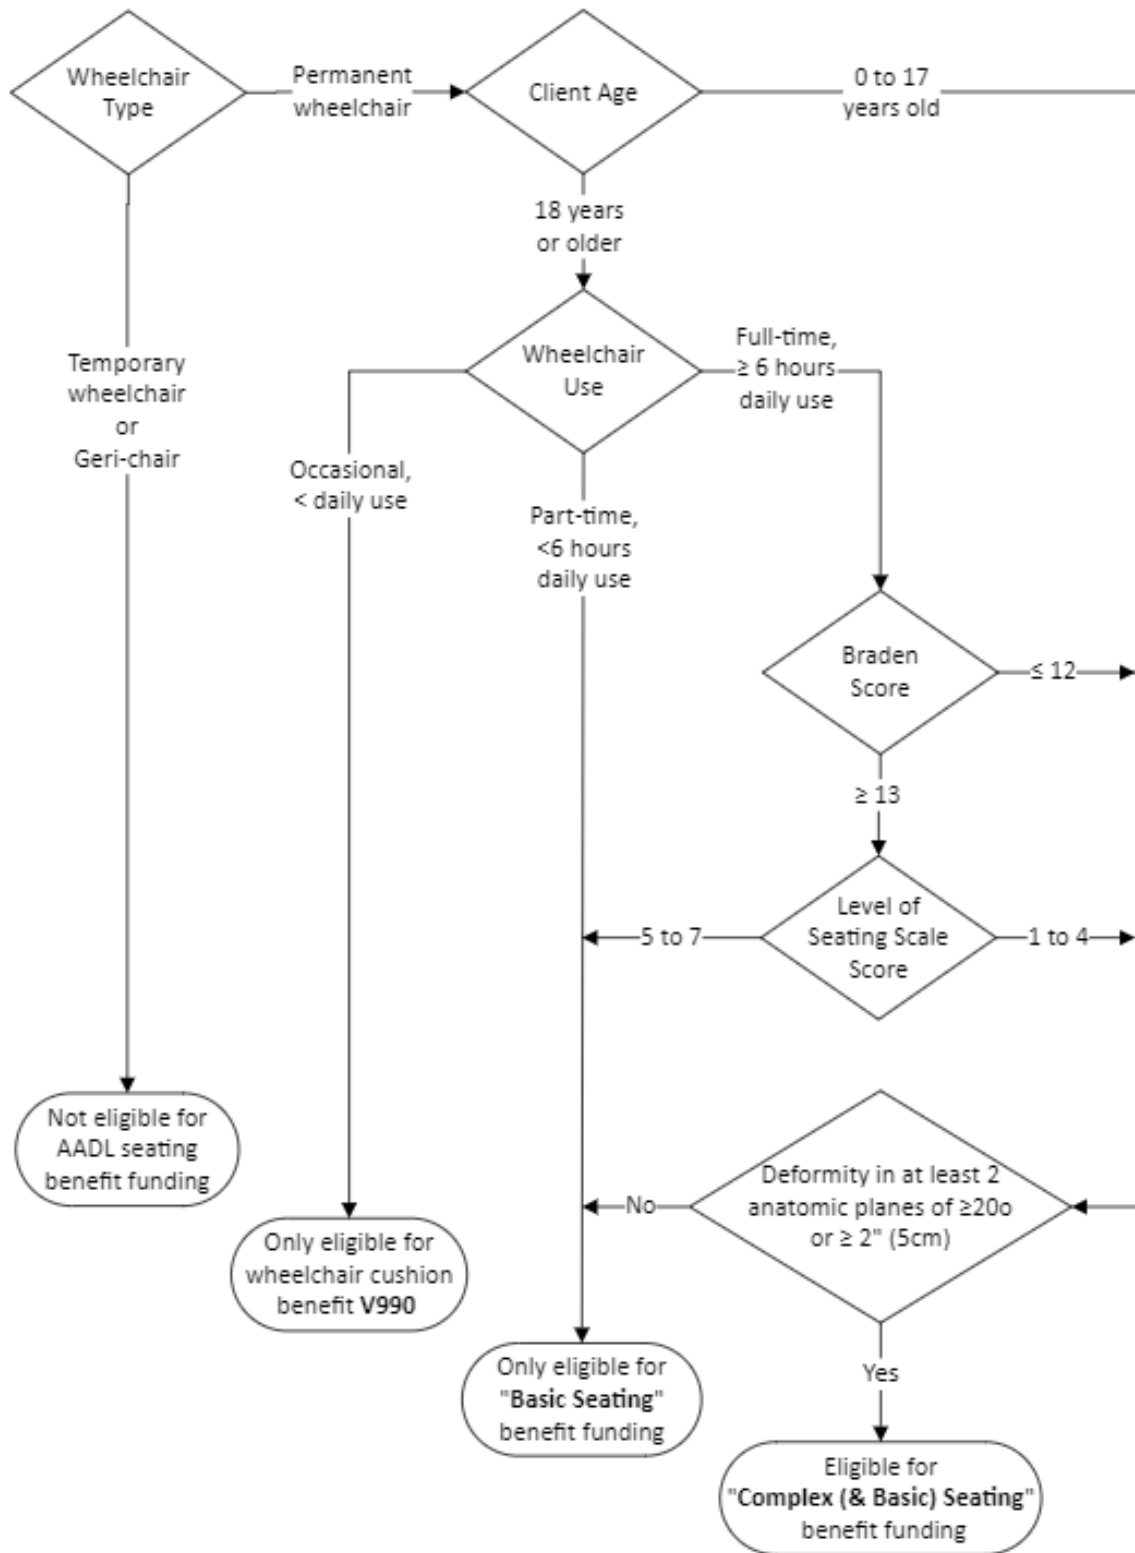 Wheelchair
Type
Permanent
wheelchair
Client Age
0 to 17
years old
18 years
or older
Temporary
wheelchair
or
Geri-chair
Wheelchair
Use
Full-time,
≥ 6 hours
daily use
Occasional,
< daily use
Part-time,
<6 hours
daily use
Braden
Score
≤ 12
≥ 13
Level of
Seating Scale
Score
5 to 7
1 to 4
Not eligible for
AADL seating
benefit funding
Deformity in at least 2
anatomic planes of ≥20o
or ≥ 2" (5cm)
No
Only eligible for
wheelchair cushion
benefit V990
Yes
Only eligible for
"Basic Seating"
benefit funding
Eligible for
"Complex (& Basic) Seating"
benefit funding